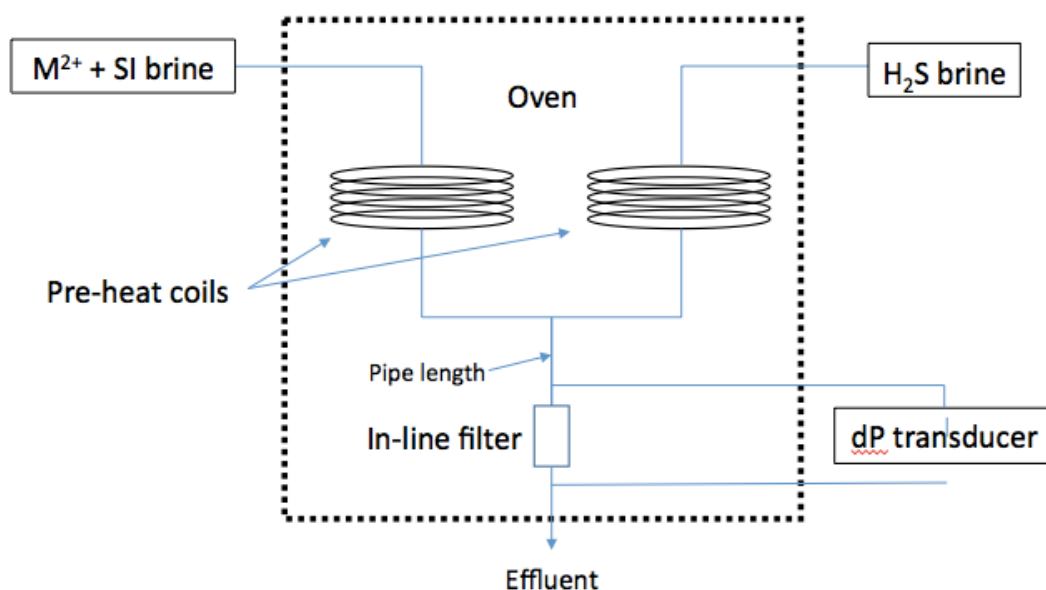 M²⁺ + SI brine
H₂S brine
Oven
Pre-heat coils
Pipe length
In-line filter
dP transducer
Effluent